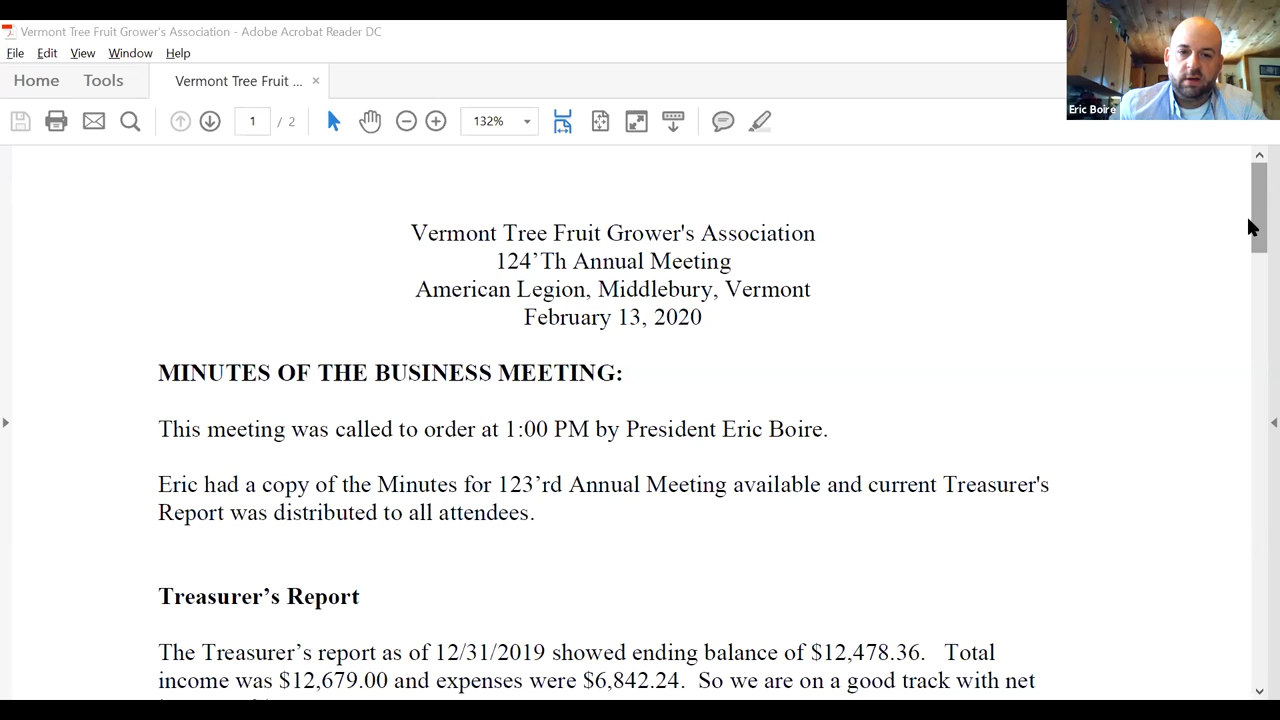 Vermont Tree Fruit Grower's Association - Adobe Acrobat Reader DC
File Edit View Window Help
Home Tools Vermont Tree Fruit ... ×
1 / 2 132%
Eric Boire
Vermont Tree Fruit Grower's Association
124’Th Annual Meeting
American Legion, Middlebury, Vermont
February 13, 2020
MINUTES OF THE BUSINESS MEETING:
This meeting was called to order at 1:00 PM by President Eric Boire.
Eric had a copy of the Minutes for 123’rd Annual Meeting available and current Treasurer's
Report was distributed to all attendees.
Treasurer’s Report
The Treasurer’s report as of 12/31/2019 showed ending balance of $12,478.36. Total
income was $12,679.00 and expenses were $6,842.24. So we are on a good track with net